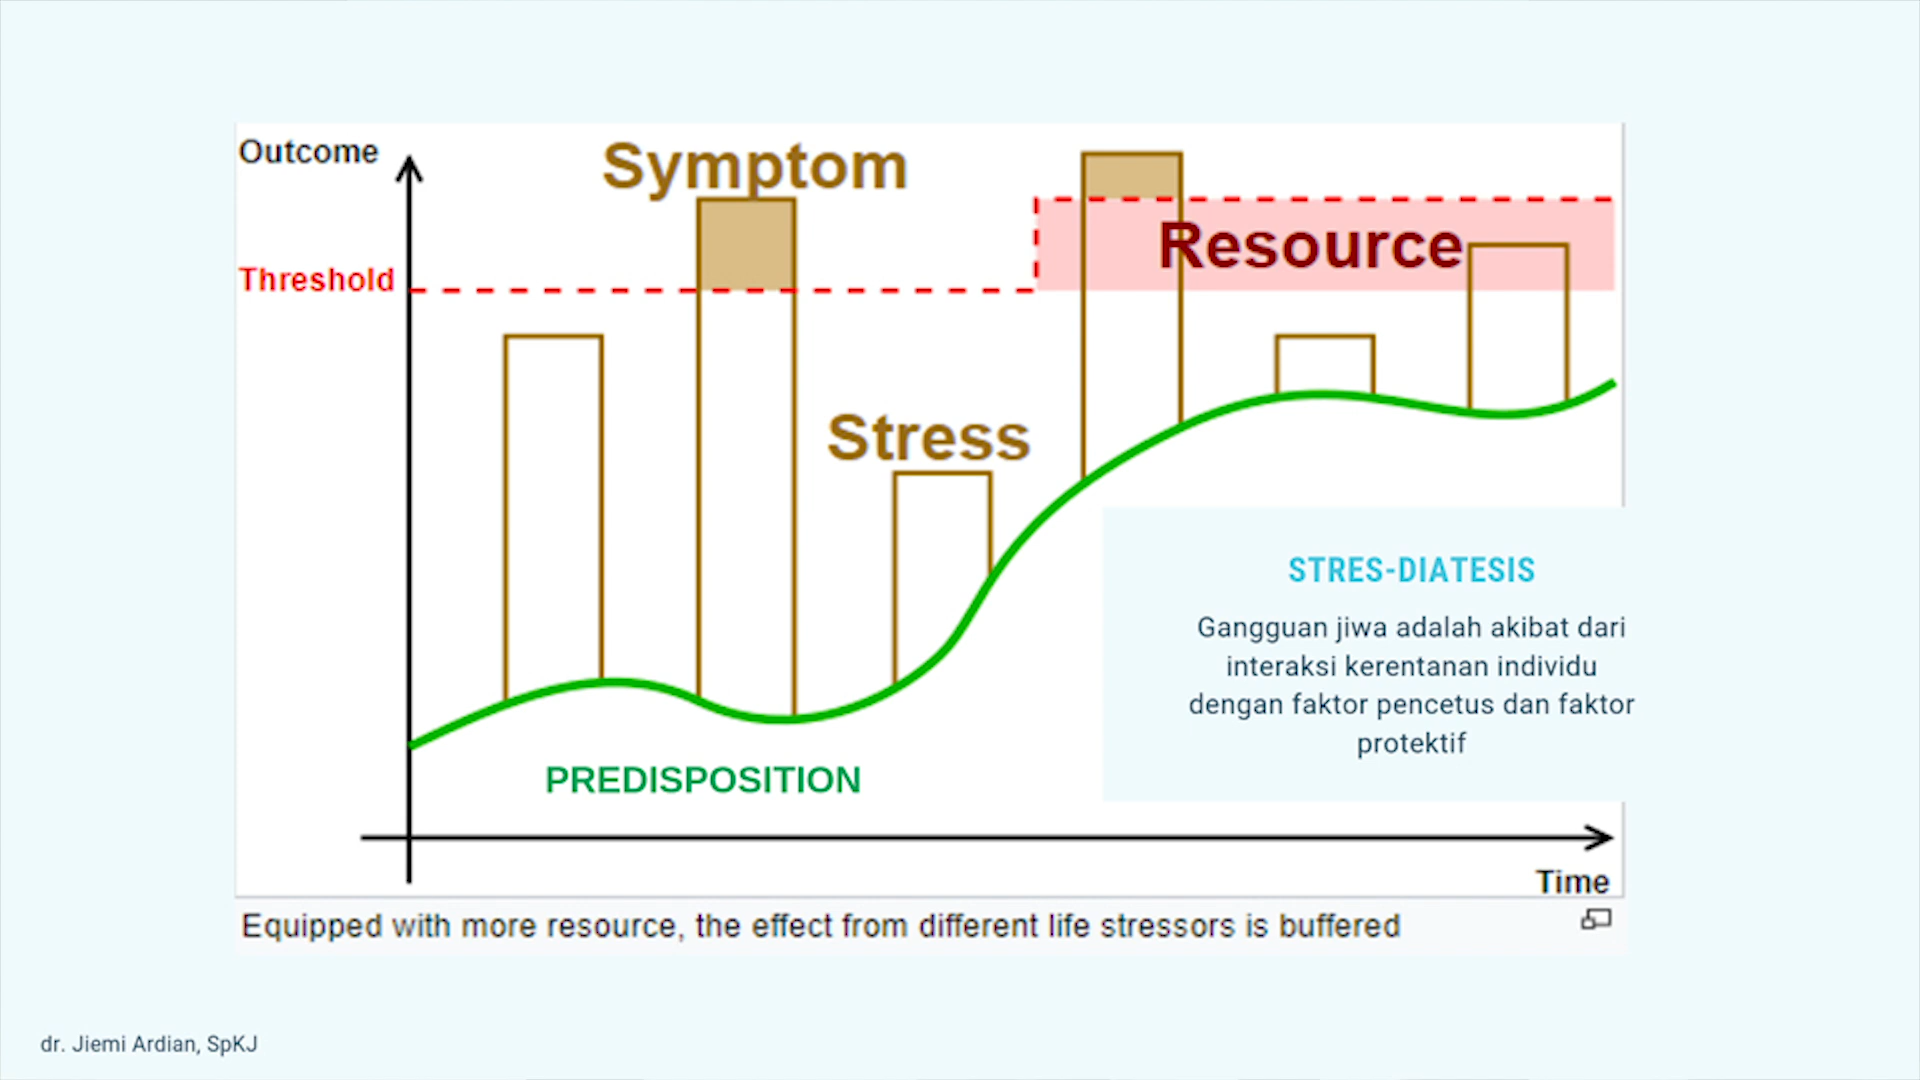 Outcome
Symptom
Resource
Threshold
Stress
STRES-DIATESIS
Gangguan jiwa adalah akibat dari
interaksi kerentanan individu
dengan faktor pencetus dan faktor
protektif
PREDISPOSITION
Time
Equipped with more resource, the effect from different life stressors is buffered
dr. Jiemi Ardian, SpKJ